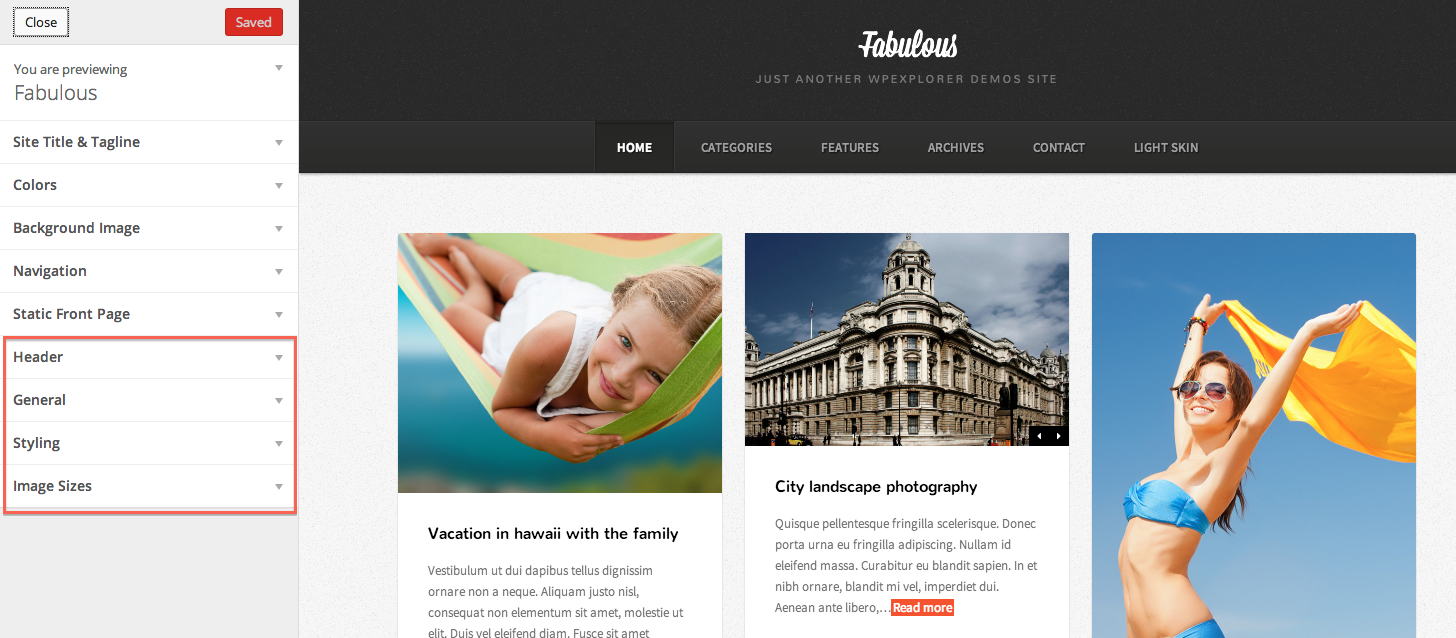 Close
Saved
You are previewing
Fabulous
Site Title & Tagline
Colors
Background Image
Navigation
Static Front Page
Header
General
Styling
Image Sizes
Fabulous
JUST ANOTHER WPEXPLORER DEMOS SITE
HOME CATEGORIES FEATURES ARCHIVES CONTACT LIGHT SKIN
Vacation in hawaii with the family
Vestibulum ut dui dapibus tellus dignissim
ornare non a neque. Aliquam justo nisl,
consequat non elementum sit amet, molestie ut
elit. Duis vel eleifend diam. Fusce sit amet
City landscape photography
Quisque pellentesque fringilla scelerisque. Donec
porta urna eu fringilla adipiscing. Nullam id
eleifend massa. Curabitur eu blandit sapien. In et
nibh ornare, blandit mi vel, imperdiet dui.
Aenean ante libero,…Read more